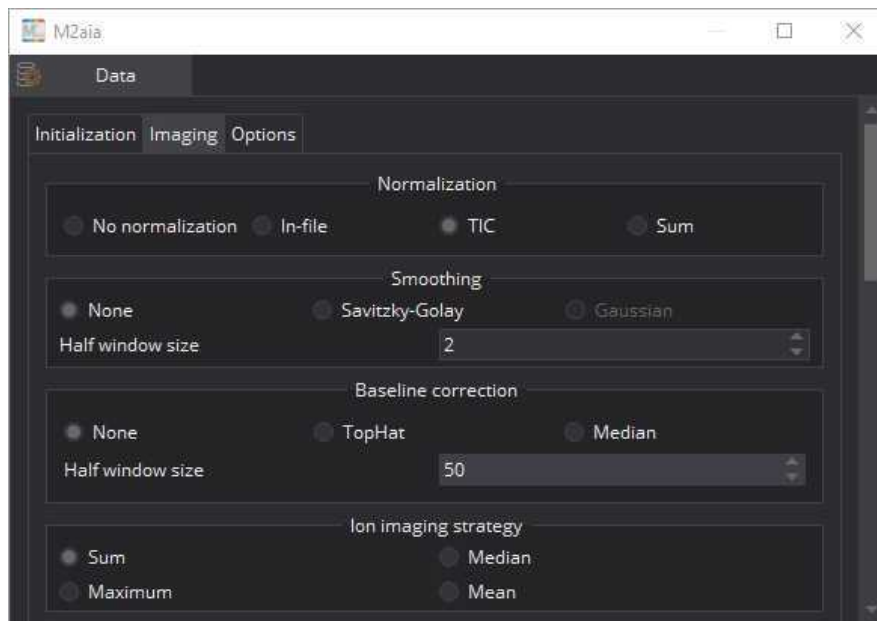 M2aia
Data
Initialization Imaging Options
Normalization
No normalization In-file TIC Sum
Smoothing
None Savitzky-Golay Gaussian
Half window size 2
Baseline correction
None TopHat Median
Half window size 50
Ion imaging strategy
Sum Median
Maximum Mean